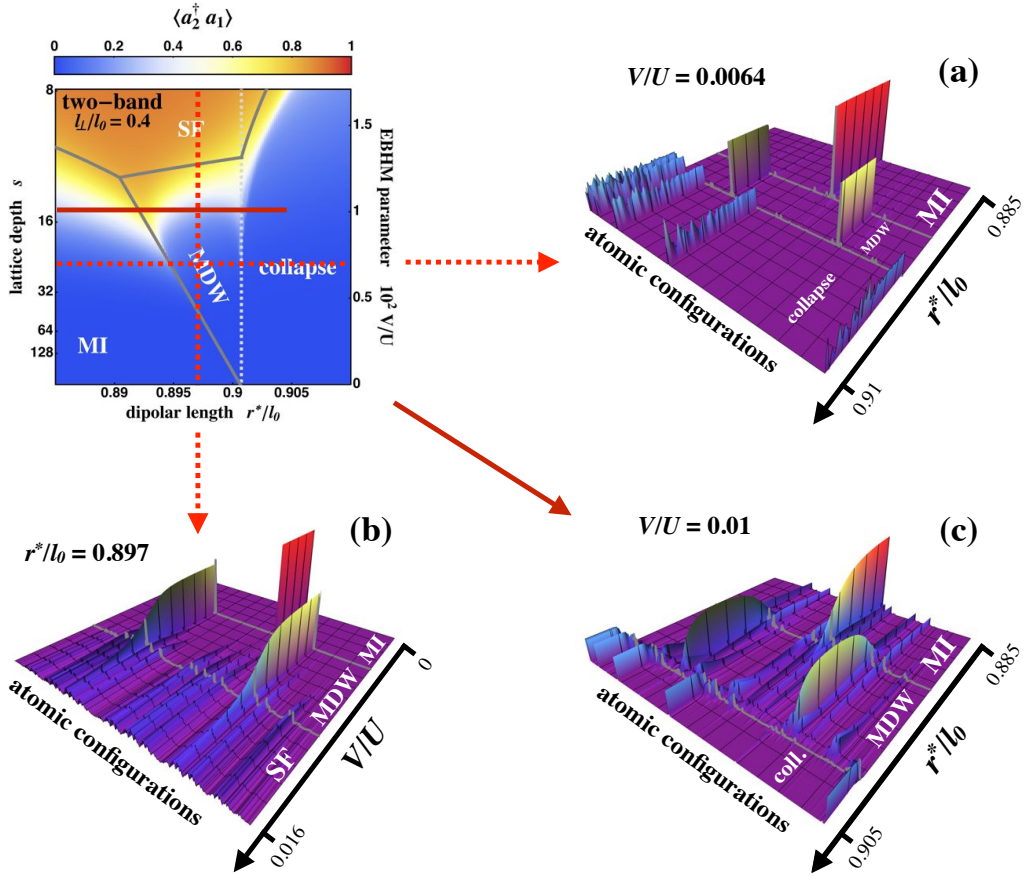 ⟨a₂† a₁⟩
0 0.2 0.4 0.6 0.8 1
two−band
l⊥/l₀ = 0.4
SF
MDW
collapse
MI
8
16
32
64
128
lattice depth s
1.5
1
0.5
0
EBHM parameter 10² V/U
0.89 0.895 0.9 0.905
dipolar length r*/l₀
(a)
V/U = 0.0064
MI
MDW
collapse
atomic configurations
0.885
r*/l₀
0.91
(b)
r*/l₀ = 0.897
MI
MDW
SF
atomic configurations
0
V/U
0.016
(c)
V/U = 0.01
MI
MDW
coll.
atomic configurations
0.885
r*/l₀
0.905